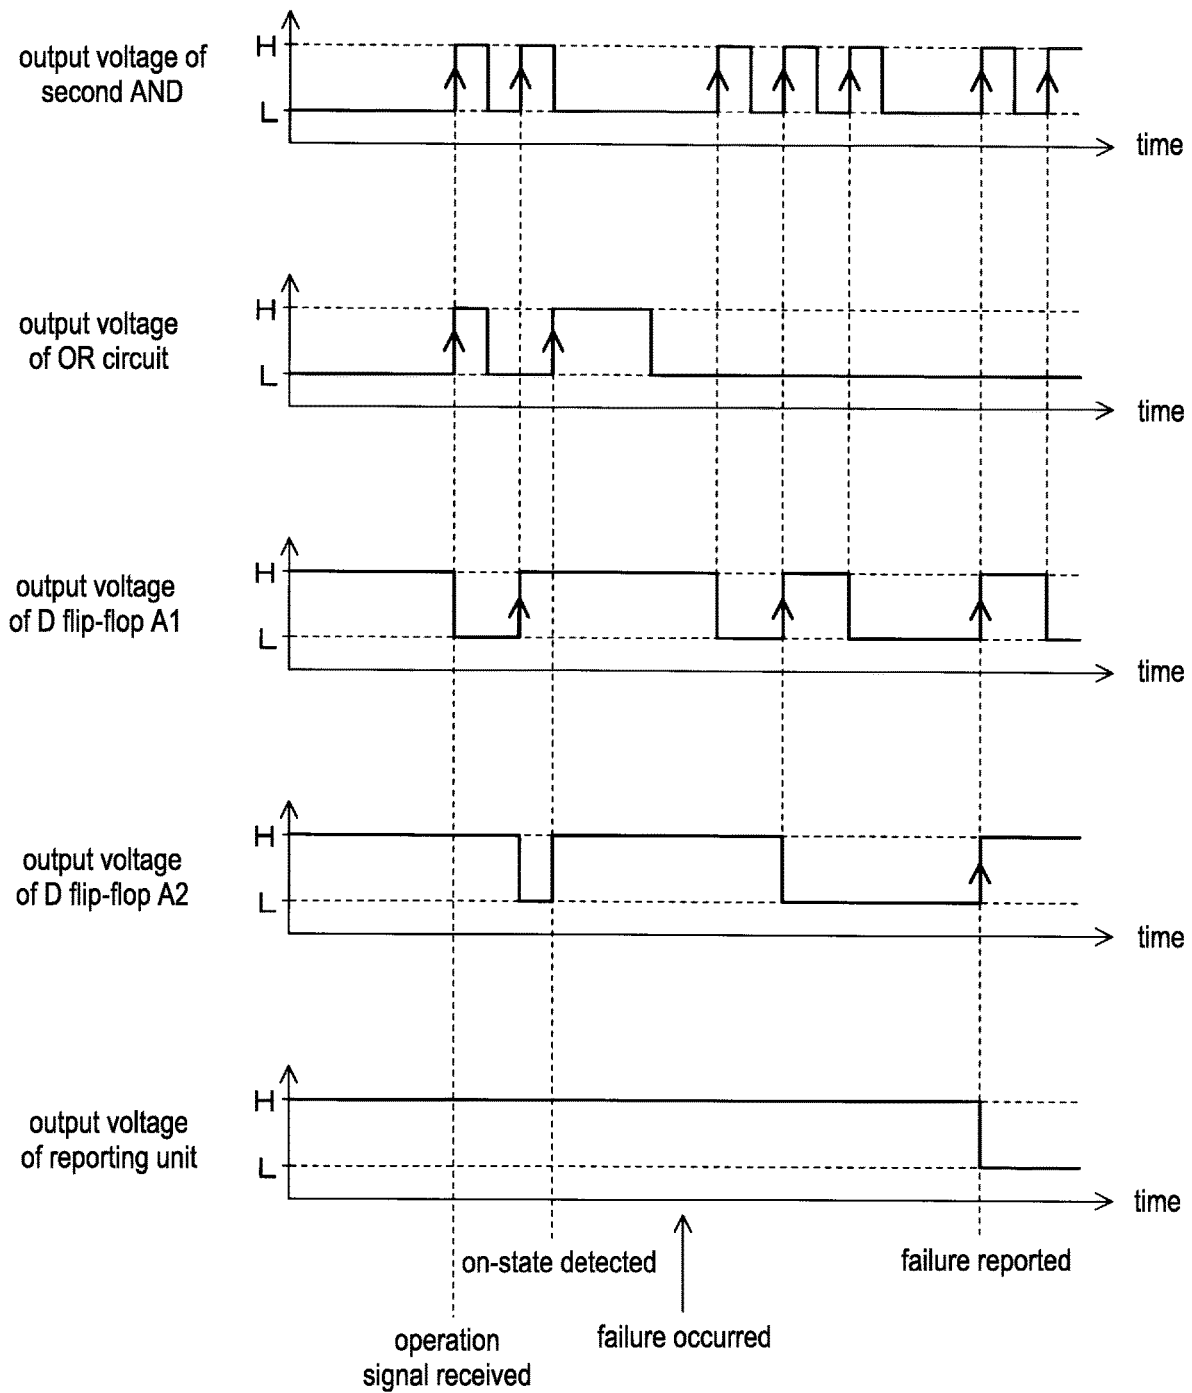 output voltage of
second AND
H
L
time
output voltage
of OR circuit
H
L
time
output voltage
of D flip-flop A1
H
L
time
output voltage
of D flip-flop A2
H
L
time
output voltage
of reporting unit
H
L
time
on-state detected
failure reported
operation
signal received
failure occurred